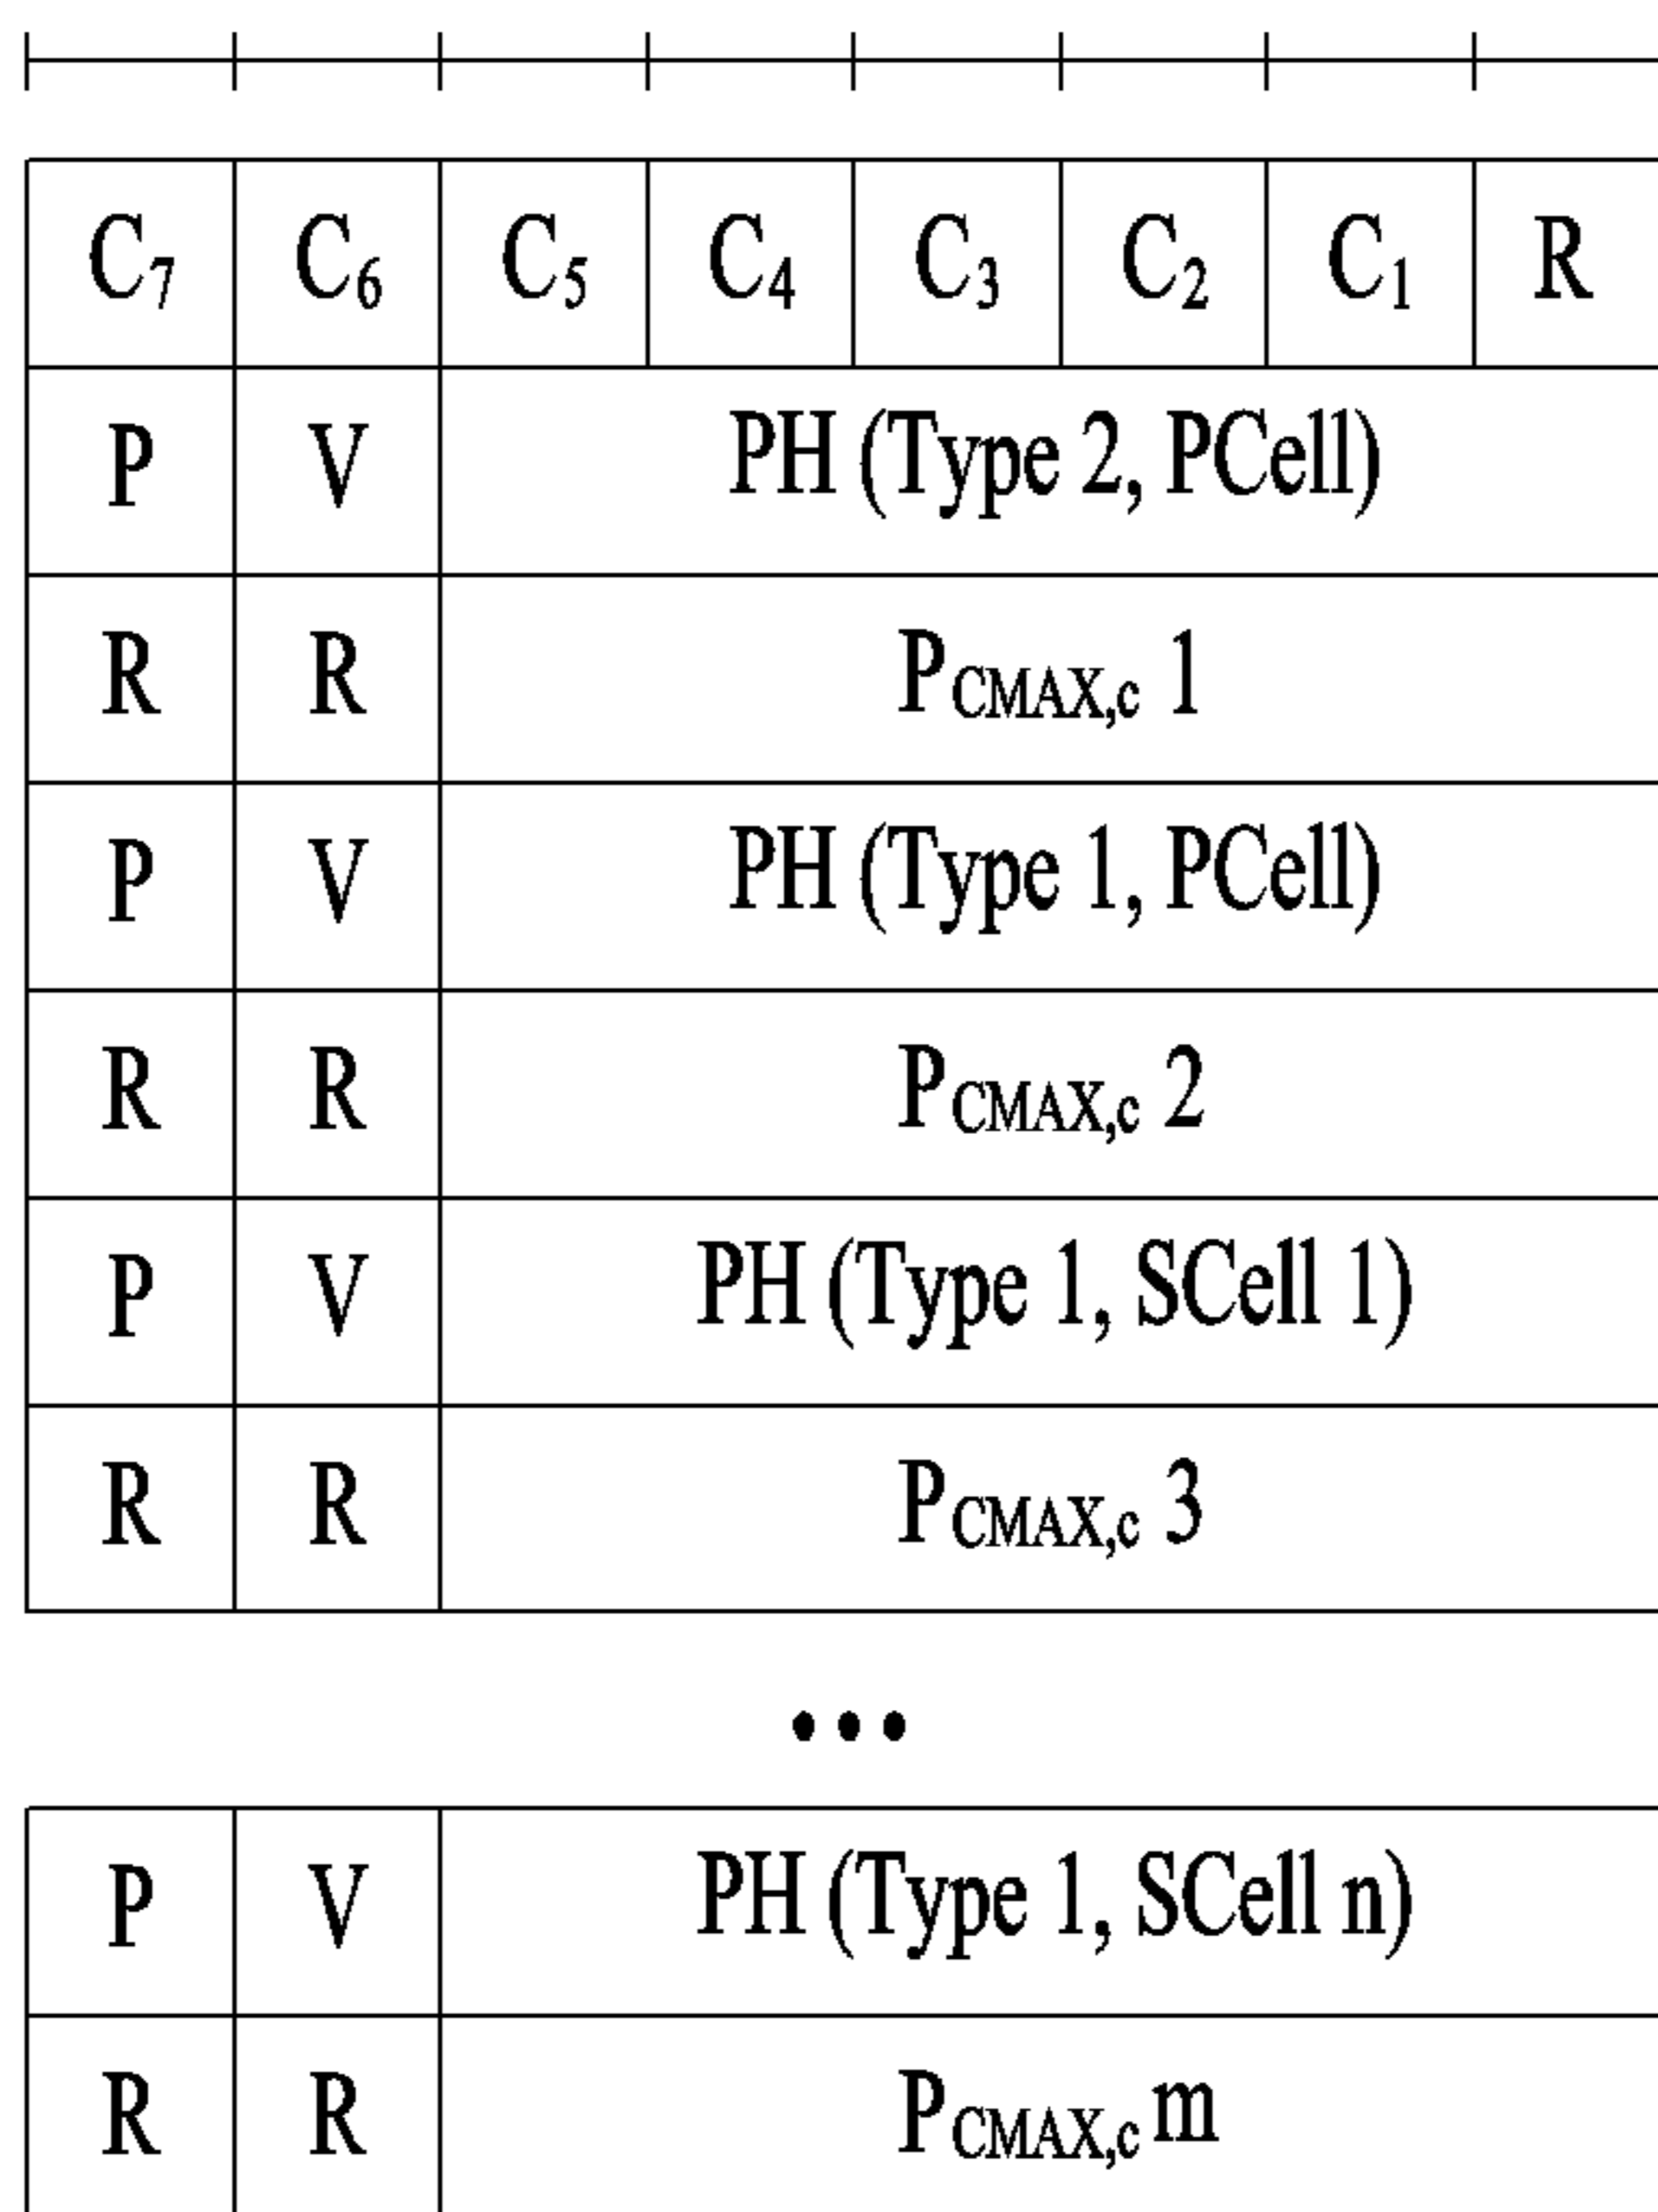 C7 C6 C5 C4 C3 C2 C1 R
P V PH (Type 2, PCell)
R R PCMAX,c 1
P V PH (Type 1, PCell)
R R PCMAX,c 2
P V PH (Type 1, SCell 1)
R R PCMAX,c 3
•••
P V PH (Type 1, SCell n)
R R PCMAX,c m